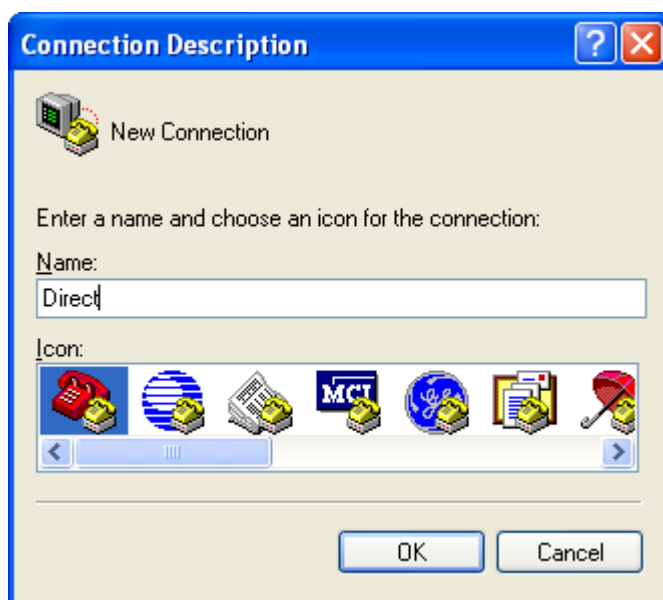 Connection Description
New Connection
Enter a name and choose an icon for the connection:
Name:
Direct
Icon:
MCI
OK Cancel